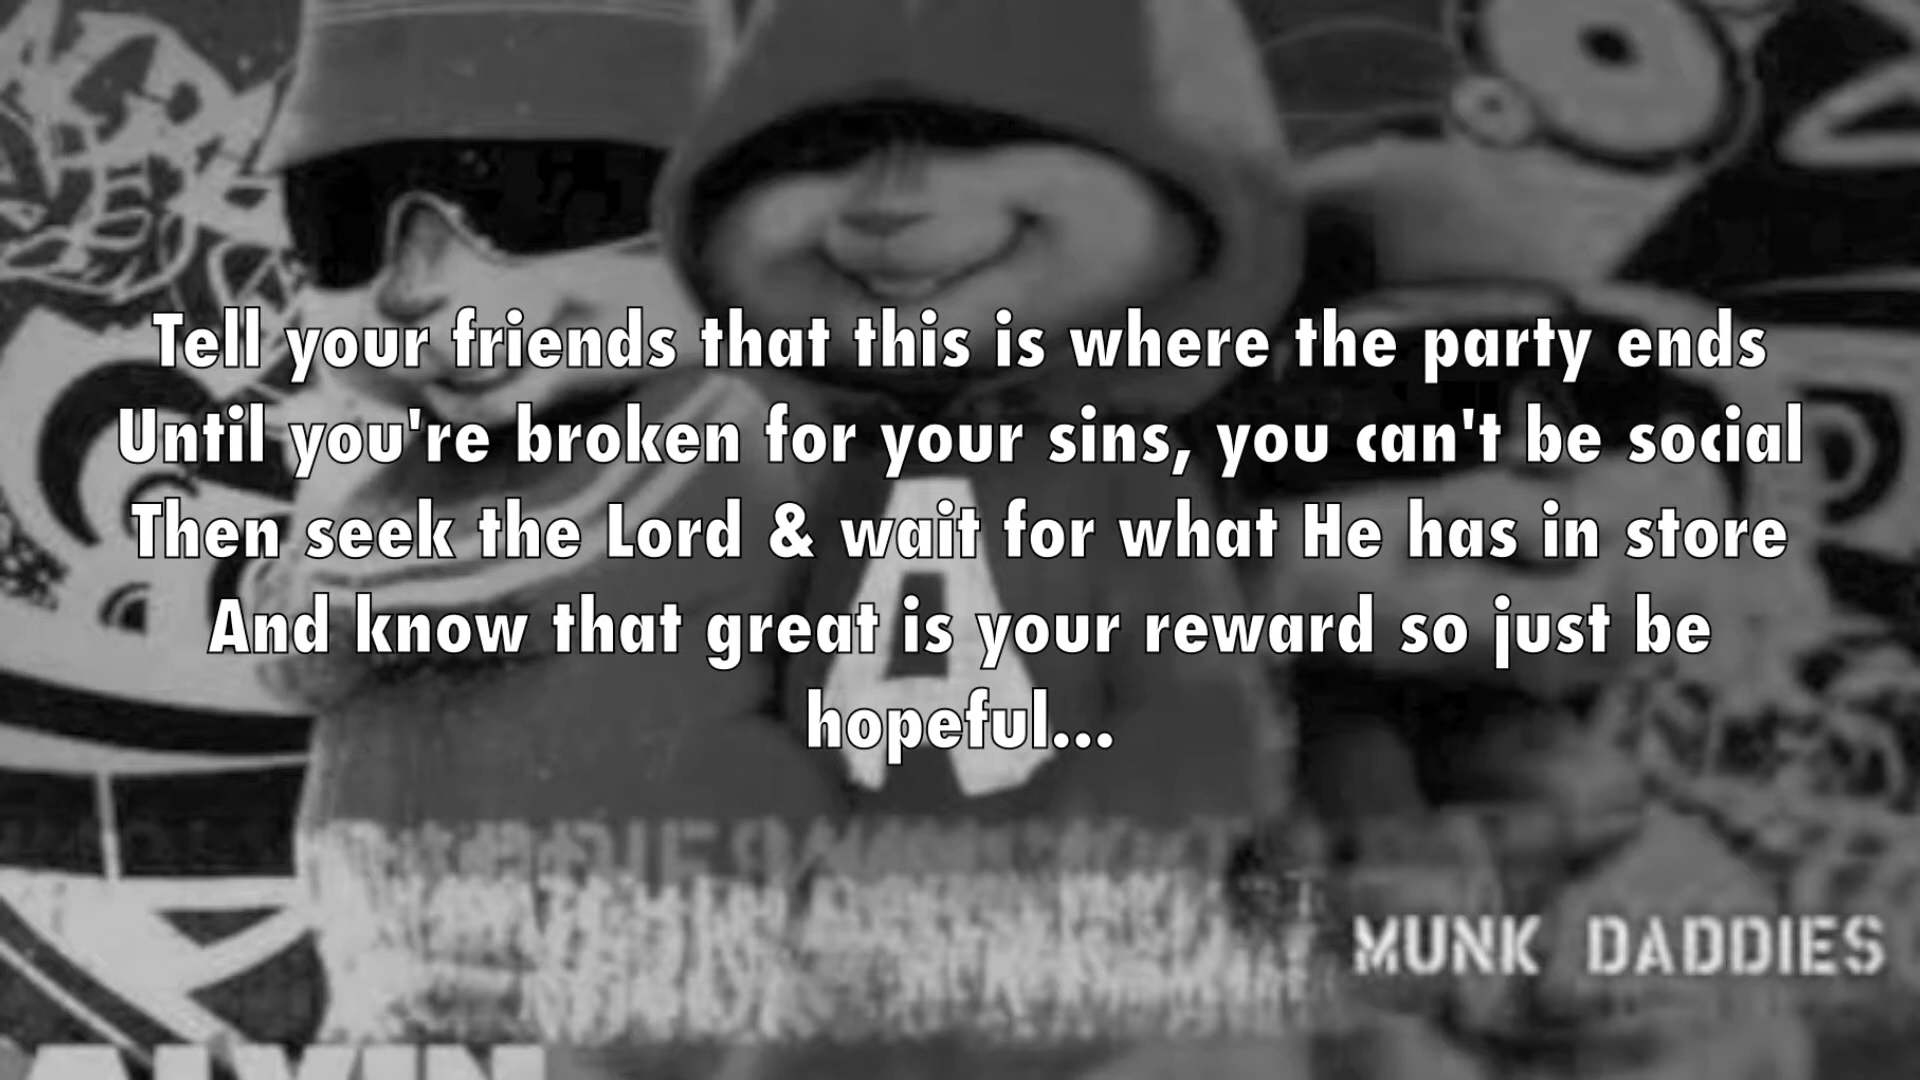 Tell your friends that this is where the party ends
Until you're broken for your sins, you can't be social
Then seek the Lord & wait for what He has in store
And know that great is your reward so just be
hopeful...
A
MUNK DADDIES
ALVIN